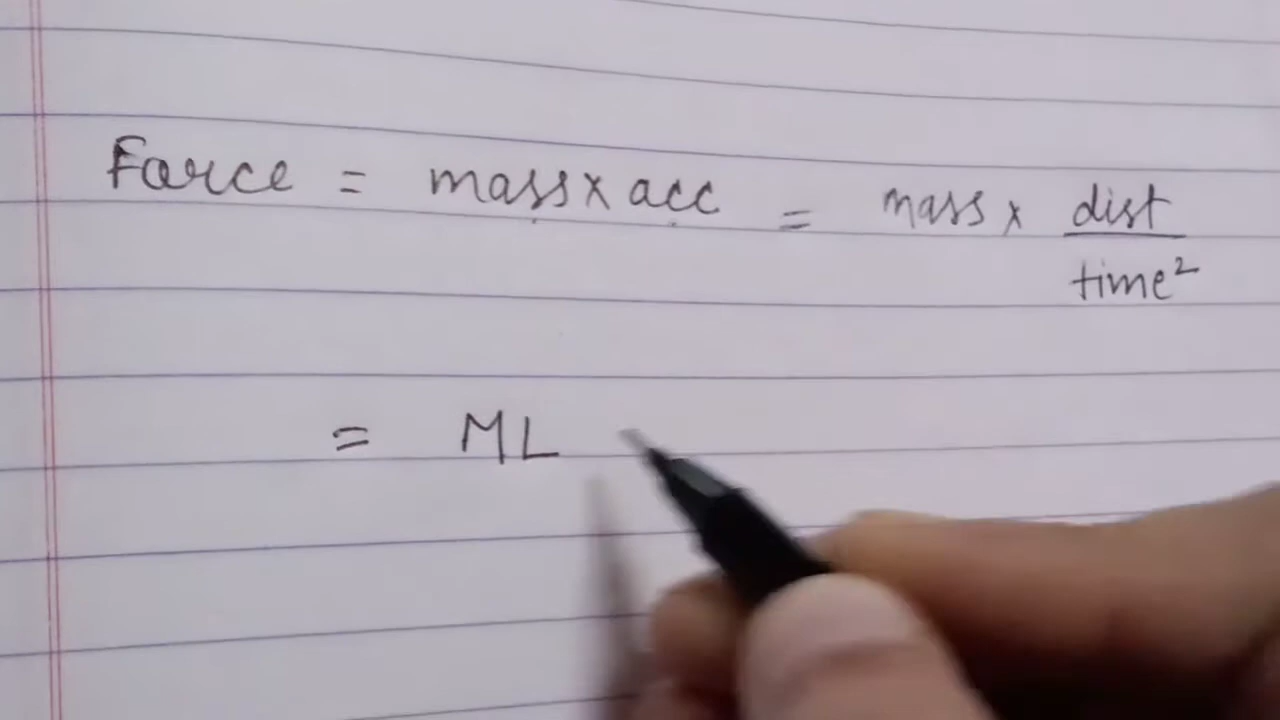 Force = mass x acc = mass x dist/time²
= ML